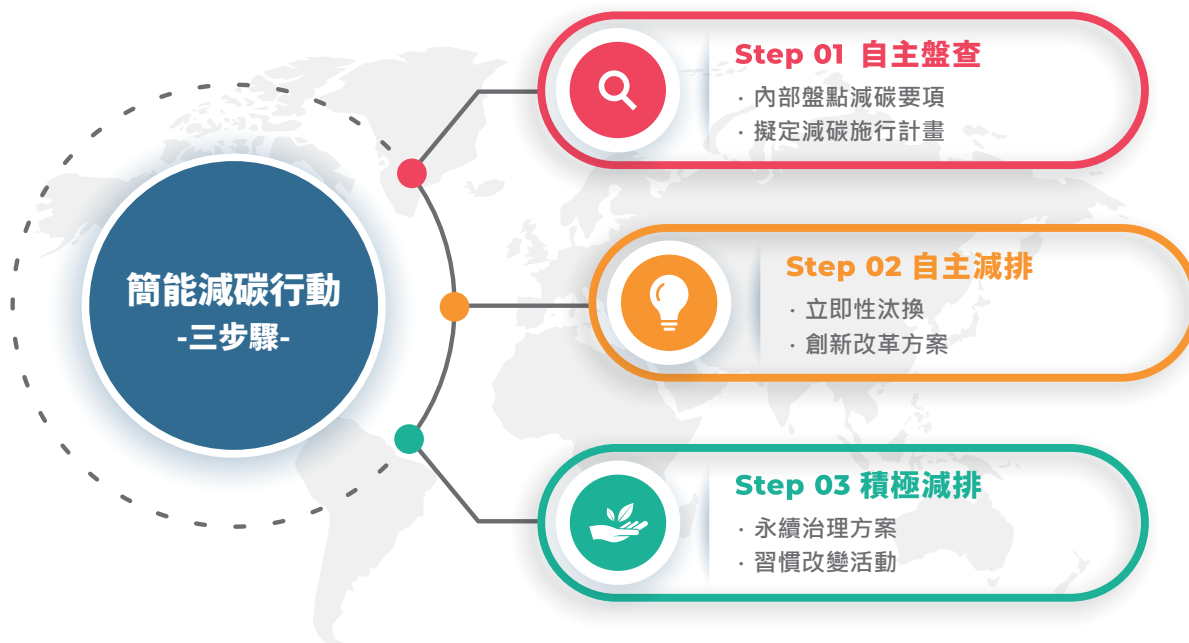 簡能減碳行動
-三步驟-
Step 01 自主盤查
· 內部盤點減碳要項
· 擬定減碳施行計畫
Step 02 自主減排
· 立即性汰換
· 創新改革方案
Step 03 積極減排
· 永續治理方案
· 習慣改變活動